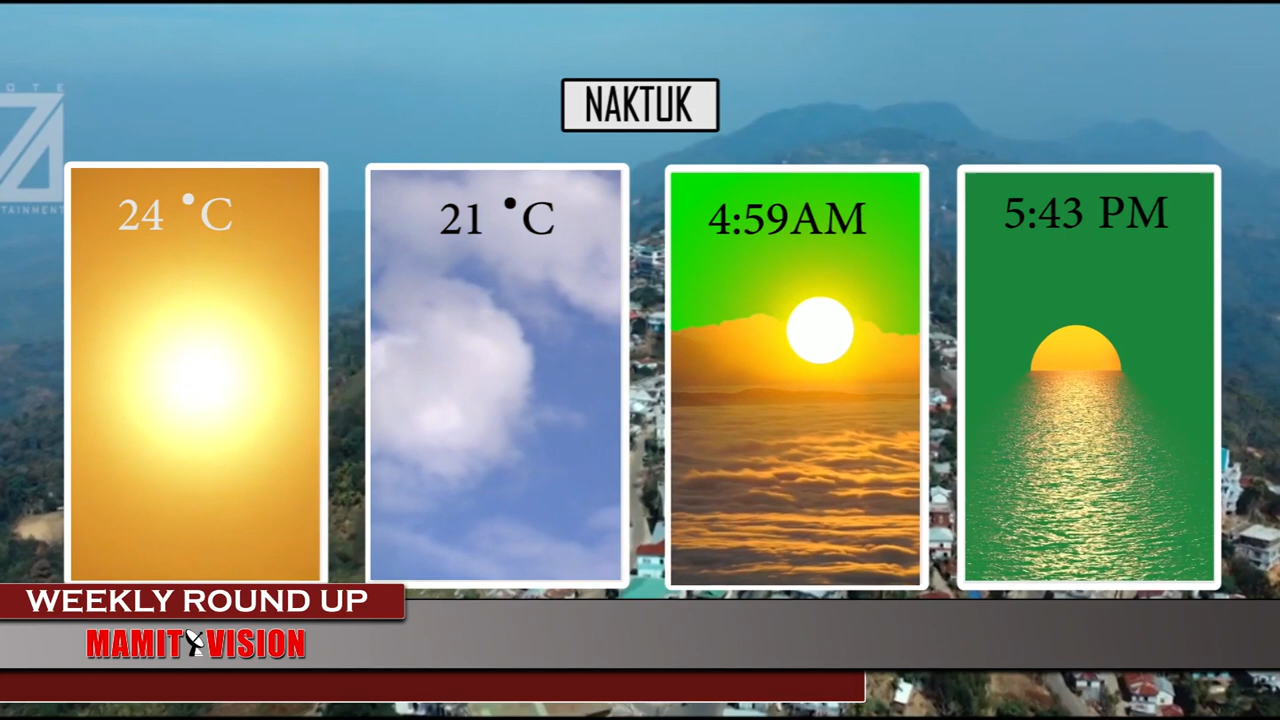 NAKTUK
24 °C
21 °C
4:59AM
5:43 PM
WEEKLY ROUND UP
MAMIT VISION